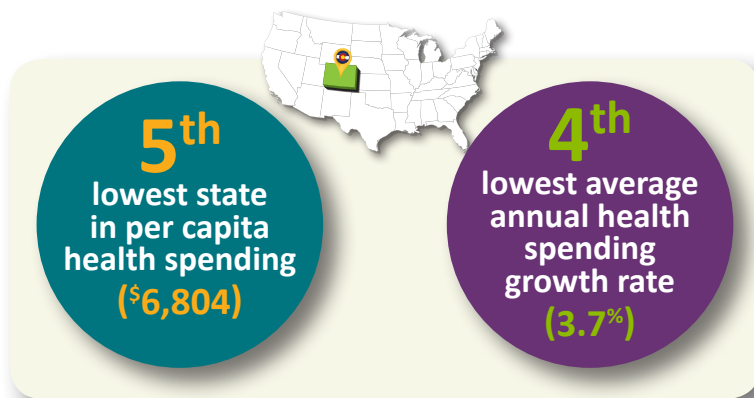 5th
lowest state
in per capita
health spending
($6,804)
4th
lowest average
annual health
spending
growth rate
(3.7%)